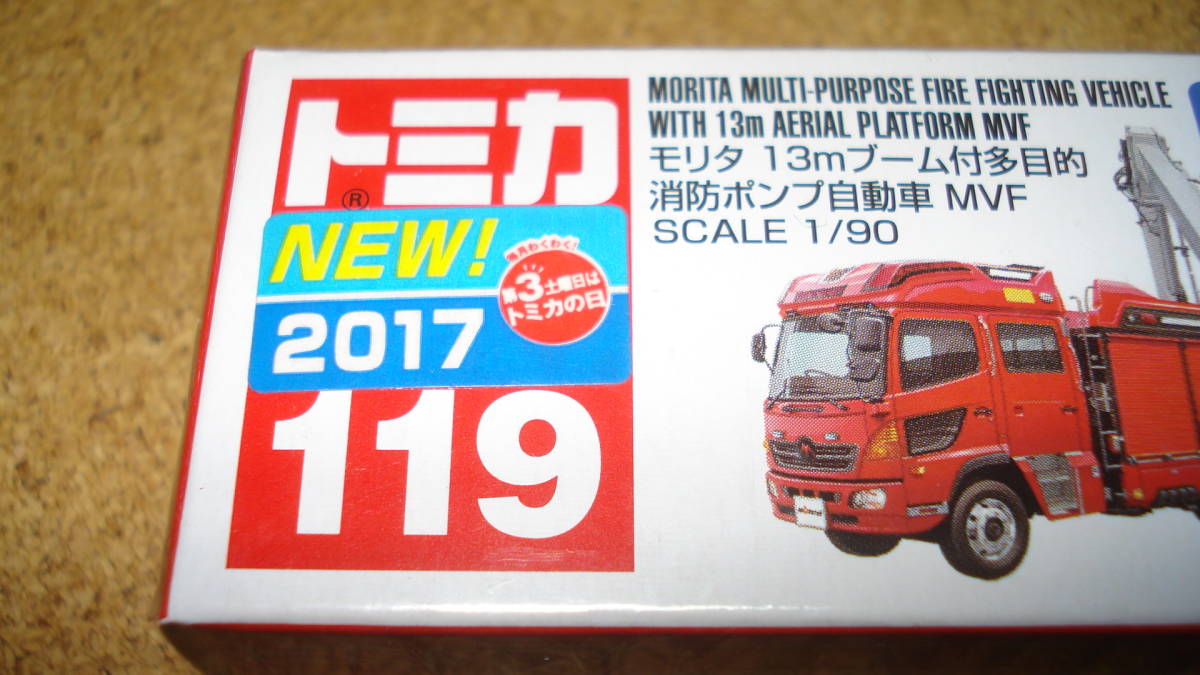 トミカ
®
NEW!
2017
毎月わくわく!
第3土曜日は
トミカの日
119
MORITA MULTI-PURPOSE FIRE FIGHTING VEHICLE
WITH 13m AERIAL PLATFORM MVF
モリタ 13mブーム付多目的
消防ポンプ自動車 MVF
SCALE 1/90